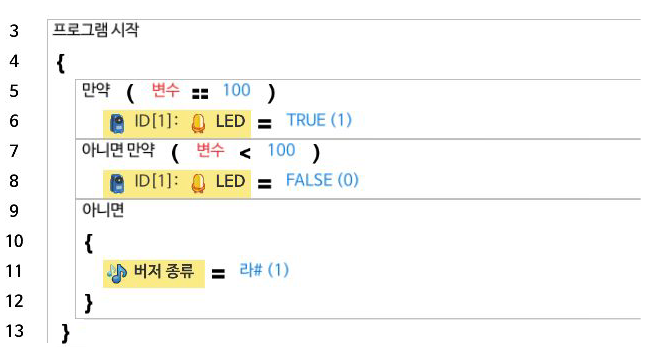 3 프로그램 시작
4 {
5 만약 ( 변수 == 100 )
6 ID[1]: LED = TRUE (1)
7 아니면 만약 ( 변수 < 100 )
8 ID[1]: LED = FALSE (0)
9 아니면
10 {
11 버저 종류 = 라# (1)
12 }
13 }